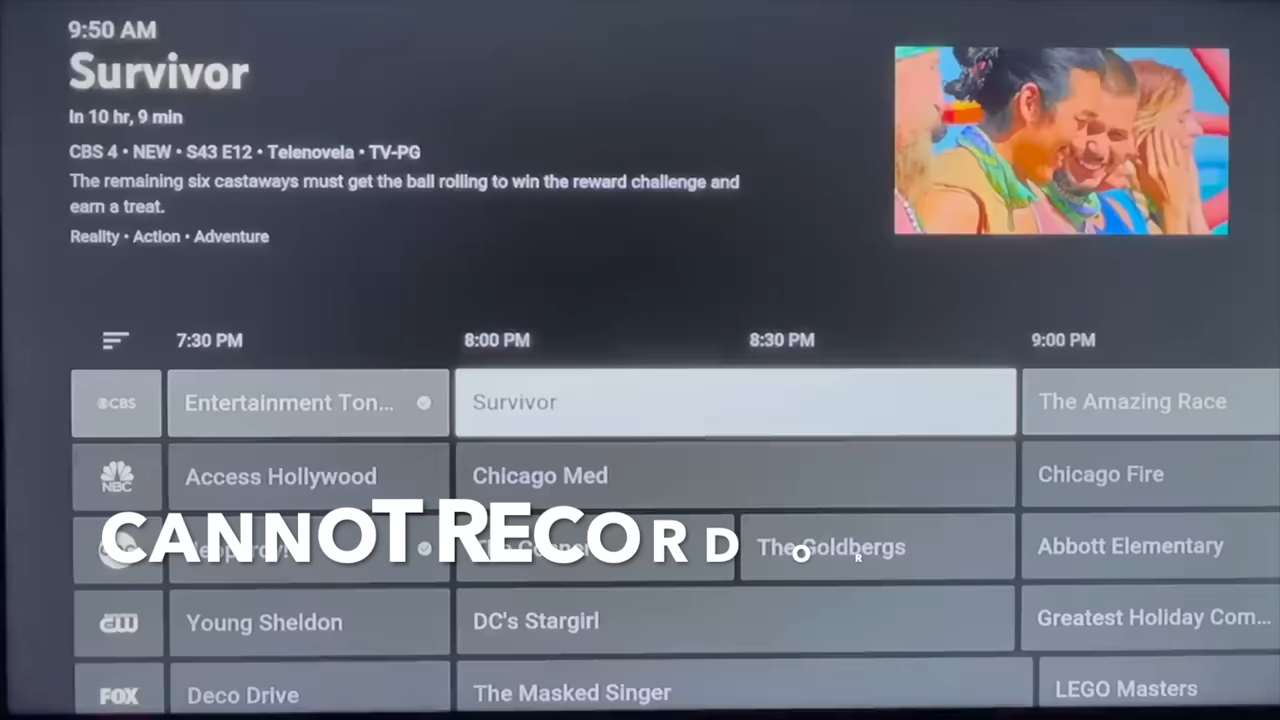 9:50 AM
Survivor
In 10 hr, 9 min
CBS 4 • NEW • S43 E12 • Telenovela • TV-PG
The remaining six castaways must get the ball rolling to win the reward challenge and
earn a treat.
Reality • Action • Adventure
7:30 PM 8:00 PM 8:30 PM 9:00 PM
CBS Entertainment Ton... Survivor The Amazing Race
NBC Access Hollywood Chicago Med Chicago Fire
CANNOT RECORD OR
The Goldbergs Abbott Elementary
CW Young Sheldon DC's Stargirl Greatest Holiday Com...
FOX Deco Drive The Masked Singer LEGO Masters